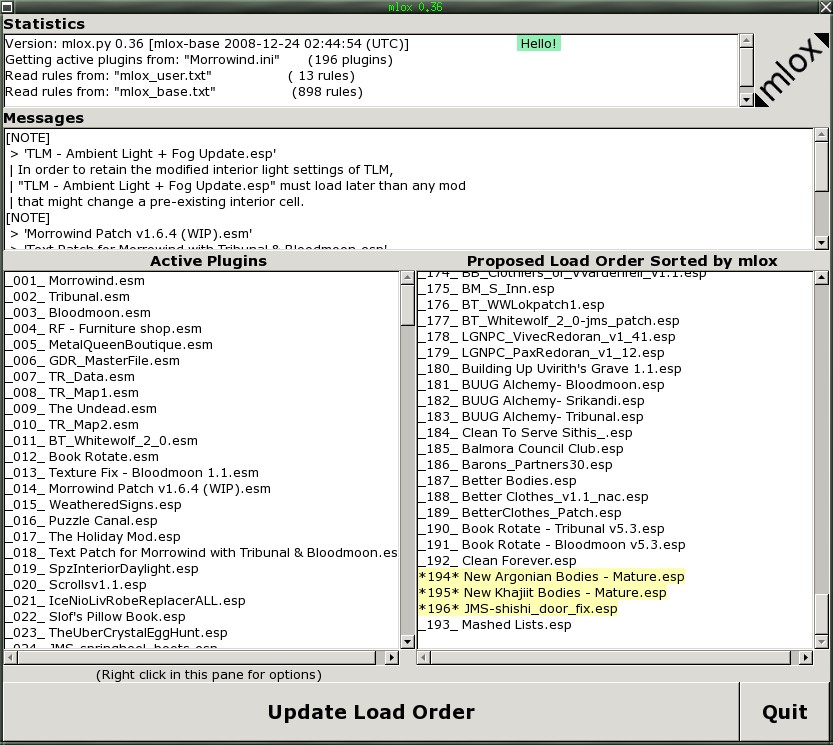 mlox 0.36
Statistics
Version: mlox.py 0.36 [mlox-base 2008-12-24 02:44:54 (UTC)] Hello!
Getting active plugins from: "Morrowind.ini" (196 plugins)
Read rules from: "mlox_user.txt" ( 13 rules)
Read rules from: "mlox_base.txt" (898 rules)
mlox
Messages
[NOTE]
> 'TLM - Ambient Light + Fog Update.esp'
| In order to retain the modified interior light settings of TLM,
| "TLM - Ambient Light + Fog Update.esp" must load later than any mod
| that might change a pre-existing interior cell.
[NOTE]
> 'Morrowind Patch v1.6.4 (WIP).esm'
> 'Text Patch for Morrowind with Tribunal & Bloodmoon.esp'
Active Plugins
_001_ Morrowind.esm
_002_ Tribunal.esm
_003_ Bloodmoon.esm
_004_ RF - Furniture shop.esm
_005_ MetalQueenBoutique.esm
_006_ GDR_MasterFile.esm
_007_ TR_Data.esm
_008_ TR_Map1.esm
_009_ The Undead.esm
_010_ TR_Map2.esm
_011_ BT_Whitewolf_2_0.esm
_012_ Book Rotate.esm
_013_ Texture Fix - Bloodmoon 1.1.esm
_014_ Morrowind Patch v1.6.4 (WIP).esm
_015_ WeatheredSigns.esp
_016_ Puzzle Canal.esp
_017_ The Holiday Mod.esp
_018_ Text Patch for Morrowind with Tribunal & Bloodmoon.es
_019_ SpzInteriorDaylight.esp
_020_ Scrollsv1.1.esp
_021_ IceNioLivRobeReplacerALL.esp
_022_ Slof's Pillow Book.esp
_023_ TheUberCrystalEggHunt.esp
_024_ JMS-springheel_boots.esp
(Right click in this pane for options)
Proposed Load Order Sorted by mlox
_174_ BB_Clothiers_of_Vvardenfell_v1.1.esp
_175_ BM_S_Inn.esp
_176_ BT_WWLokpatch1.esp
_177_ BT_Whitewolf_2_0-jms_patch.esp
_178_ LGNPC_VivecRedoran_v1_41.esp
_179_ LGNPC_PaxRedoran_v1_12.esp
_180_ Building Up Uvirith's Grave 1.1.esp
_181_ BUUG Alchemy- Bloodmoon.esp
_182_ BUUG Alchemy- Srikandi.esp
_183_ BUUG Alchemy- Tribunal.esp
_184_ Clean To Serve Sithis_.esp
_185_ Balmora Council Club.esp
_186_ Barons_Partners30.esp
_187_ Better Bodies.esp
_188_ Better Clothes_v1.1_nac.esp
_189_ BetterClothes_Patch.esp
_190_ Book Rotate - Tribunal v5.3.esp
_191_ Book Rotate - Bloodmoon v5.3.esp
_192_ Clean Forever.esp
*194* New Argonian Bodies - Mature.esp
*195* New Khajiit Bodies - Mature.esp
*196* JMS-shishi_door_fix.esp
_193_ Mashed Lists.esp
Update Load Order
Quit